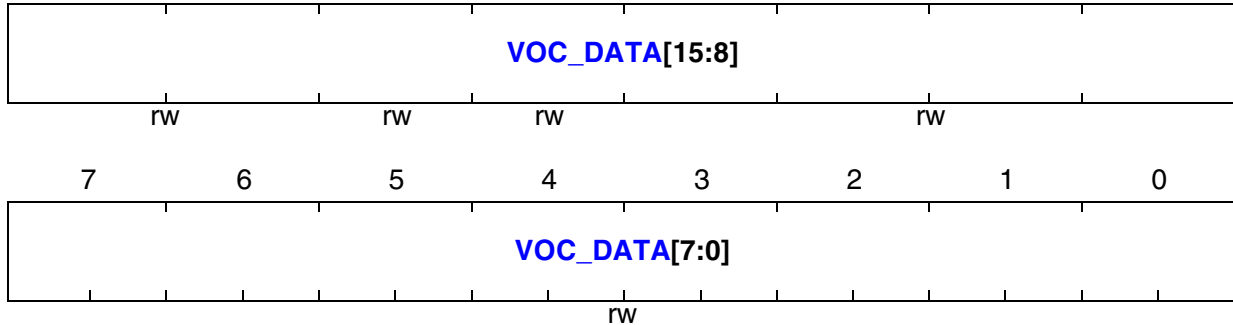 VOC_DATA[15:8]
rw rw rw rw
7 6 5 4 3 2 1 0
VOC_DATA[7:0]
rw